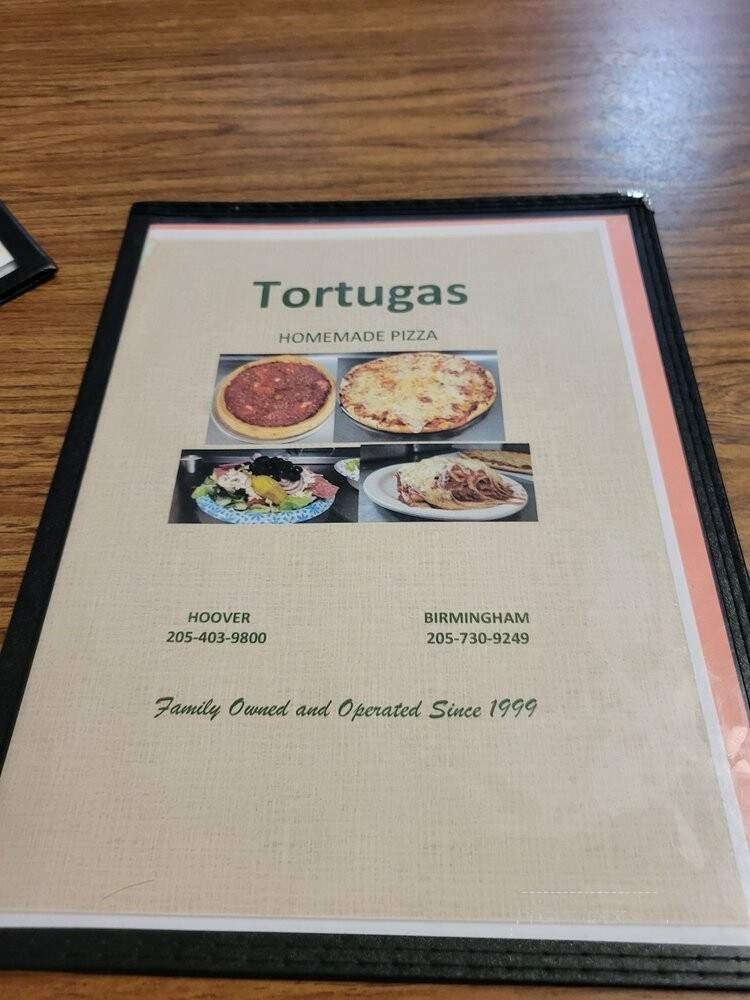 Tortugas
HOMEMADE PIZZA
HOOVER
205-403-9800
BIRMINGHAM
205-730-9249
Family Owned and Operated Since 1999